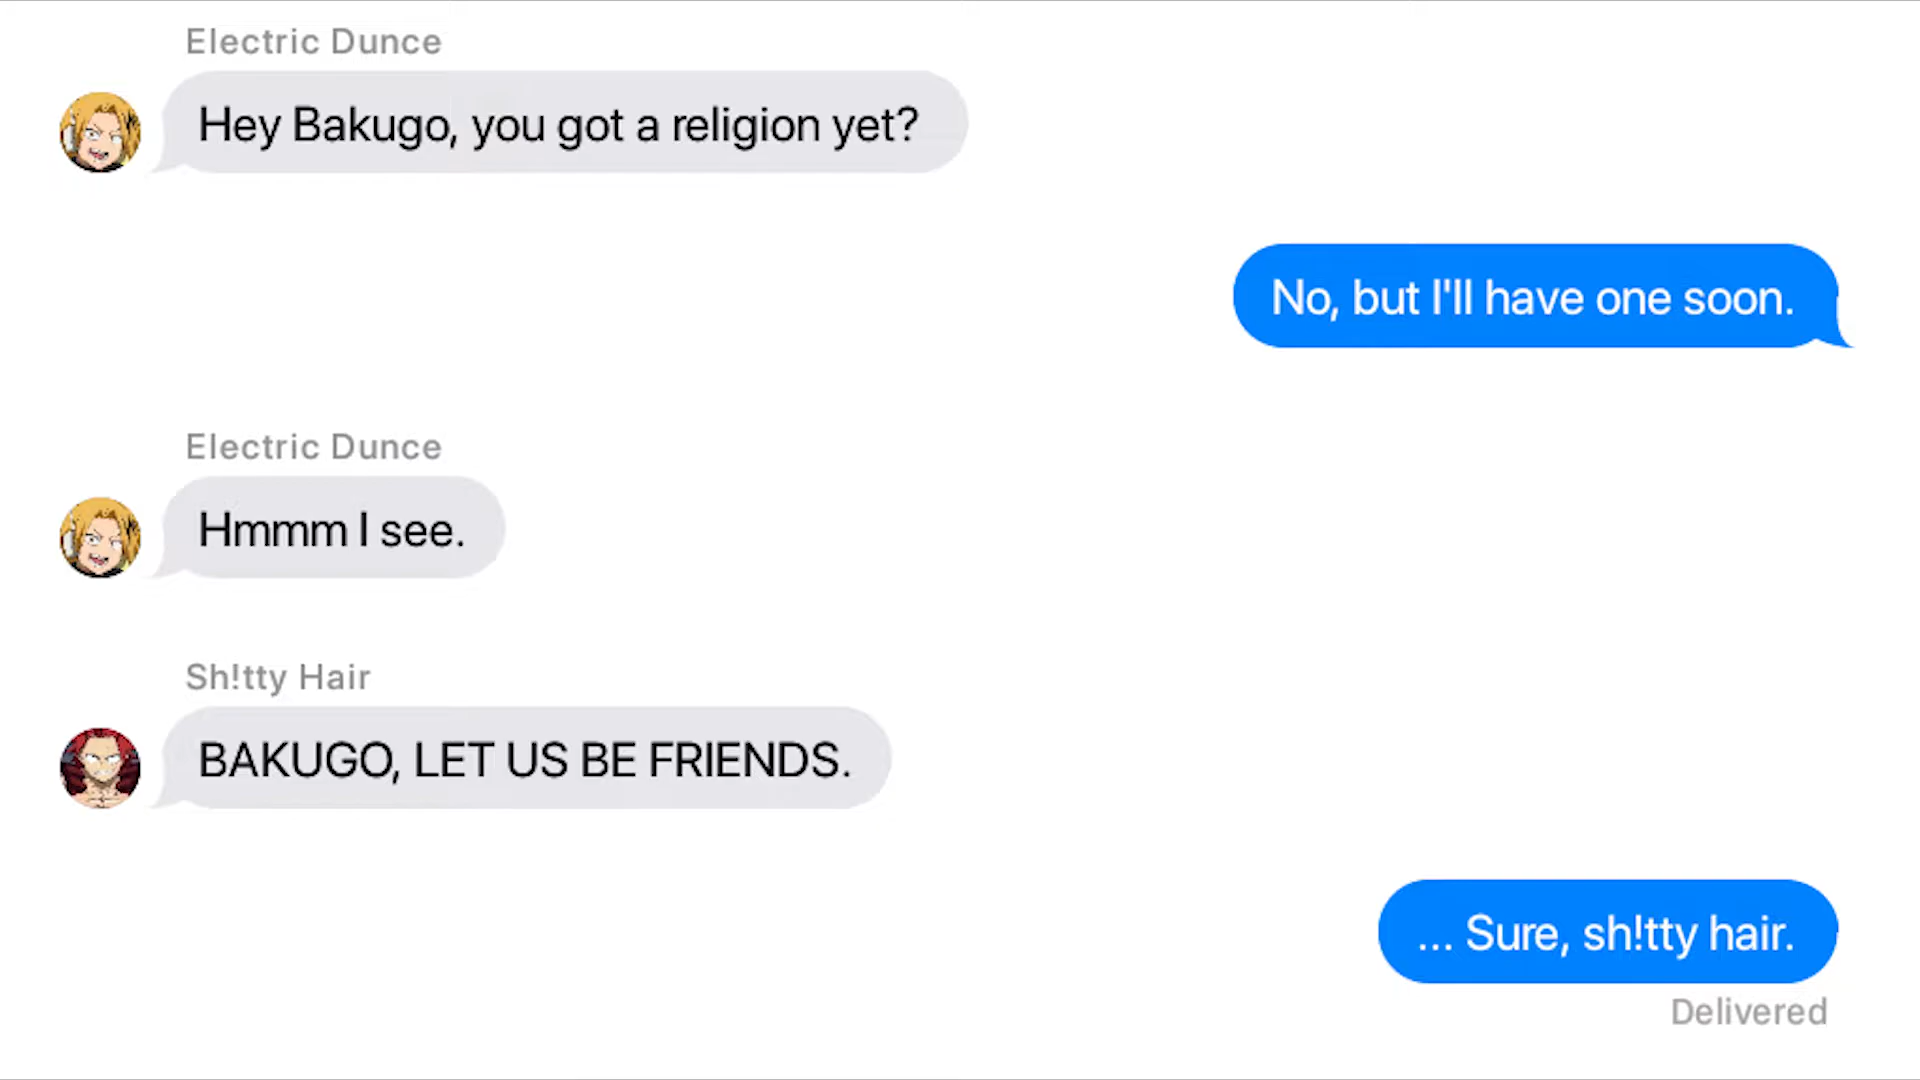 Electric Dunce
Hey Bakugo, you got a religion yet?
No, but I'll have one soon.
Electric Dunce
Hmmm I see.
Sh!tty Hair
BAKUGO, LET US BE FRIENDS.
... Sure, sh!tty hair.
Delivered